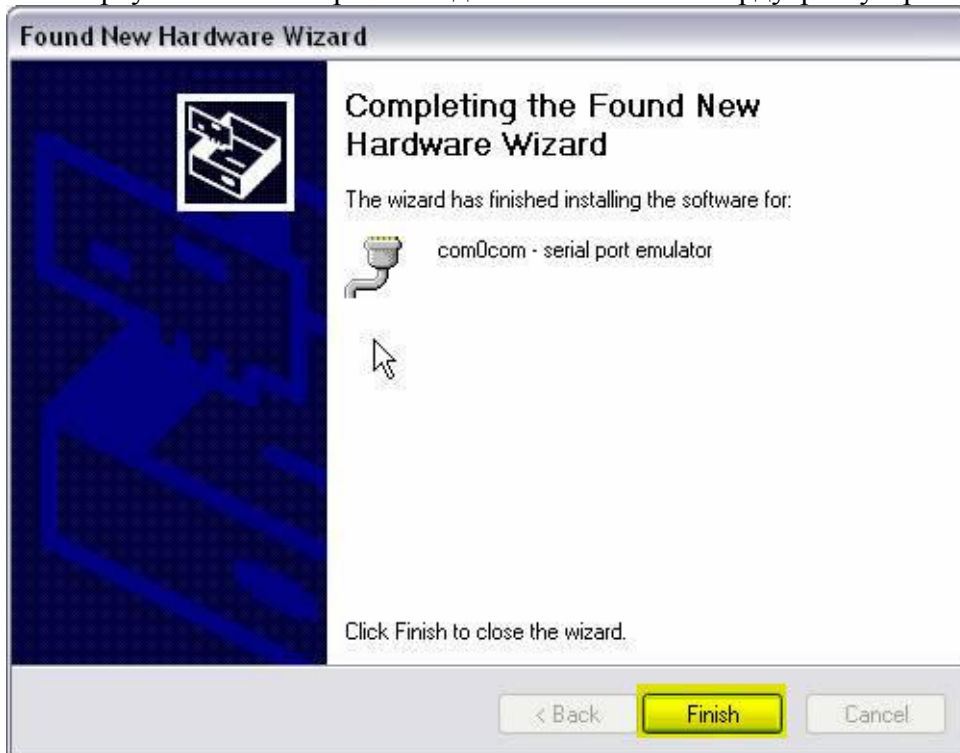 Found New Hardware Wizard
Completing the Found New
Hardware Wizard
The wizard has finished installing the software for:
com0com - serial port emulator
Click Finish to close the wizard.
< Back Finish Cancel